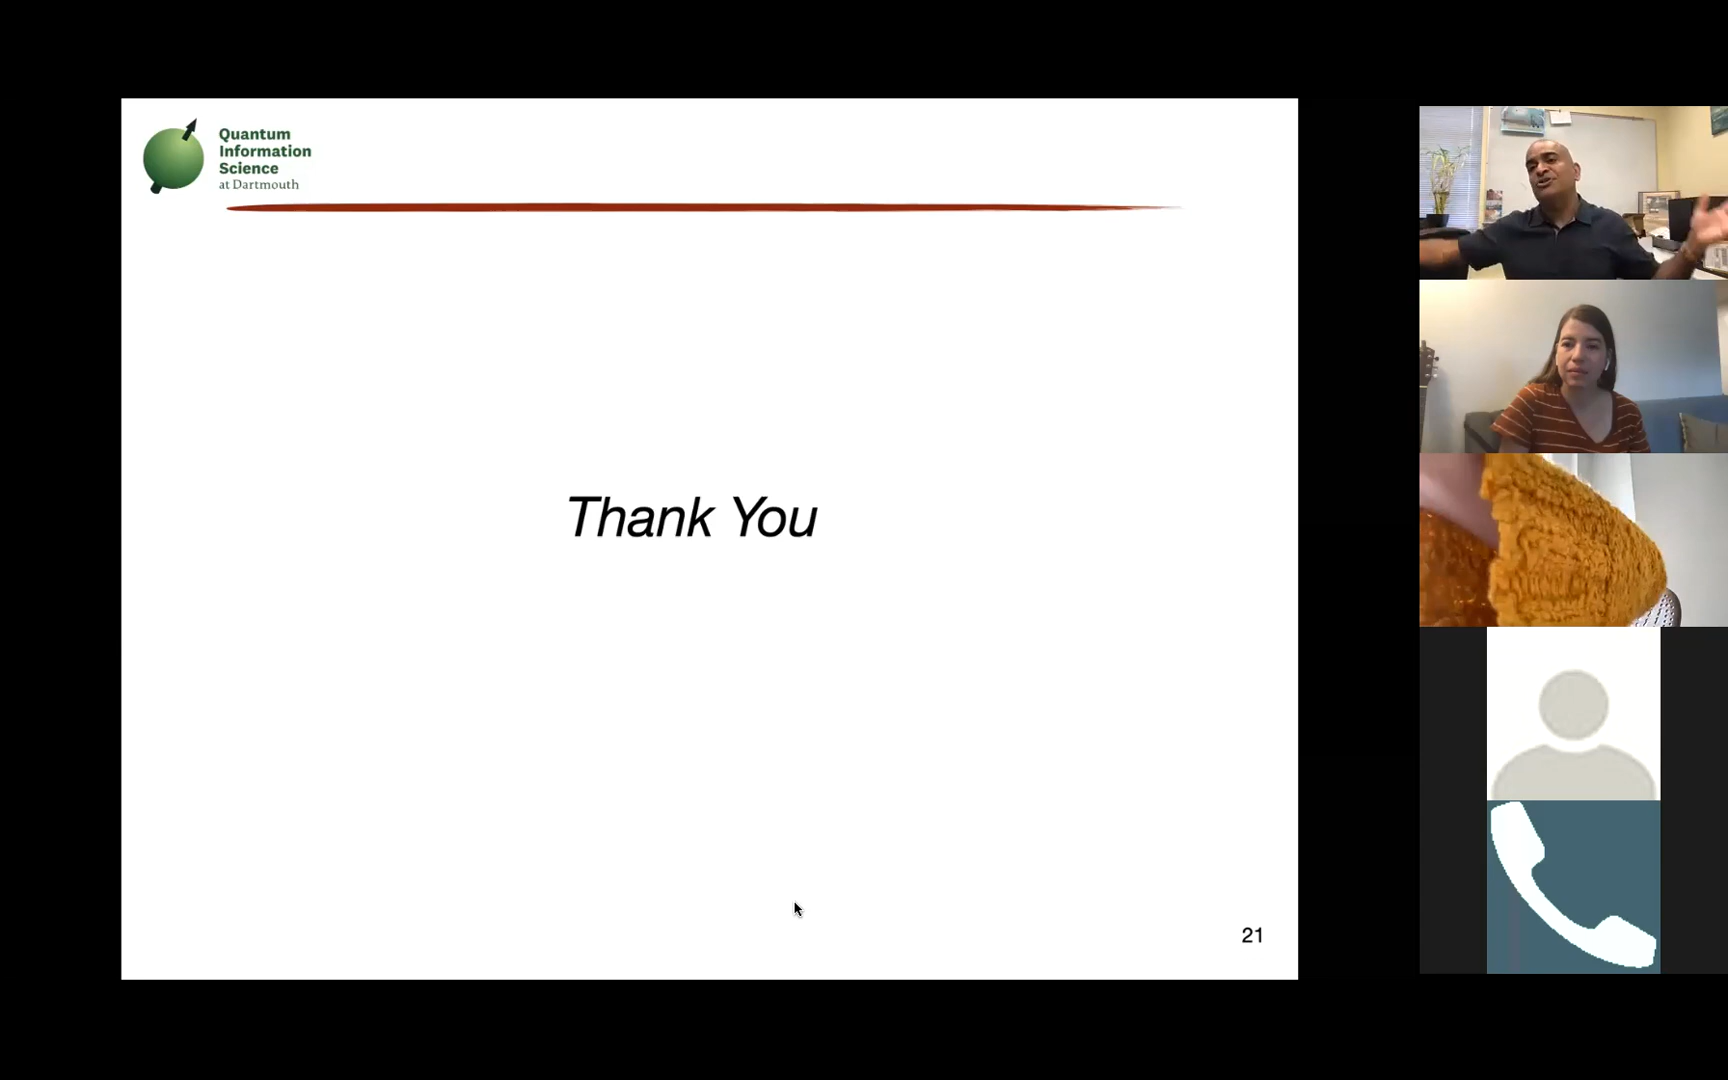 Quantum
Information
Science
at Dartmouth
Thank You
21